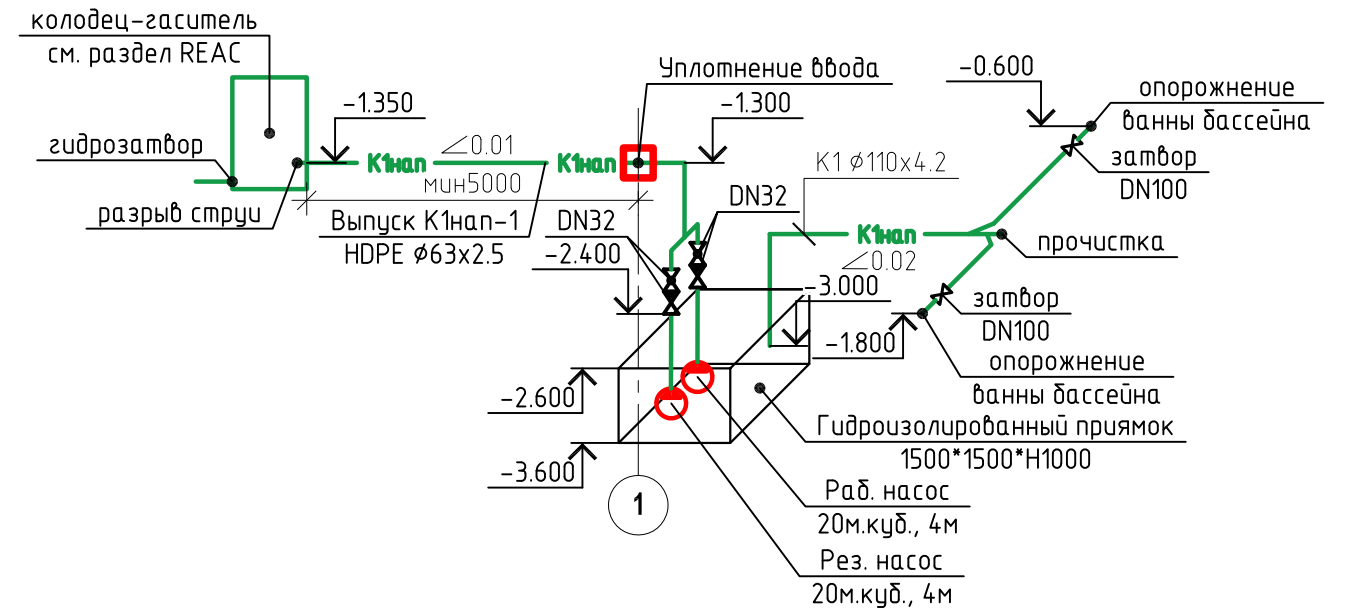 колодец-гаситель
см. раздел REAC
гидрозатвор
разрыв струи
-1.350
К1нап
∠0.01
мин5000
К1нап
Выпуск К1нап-1
HDPE ⌀63x2.5
Уплотнение ввода
-1.300
DN32
DN32
-2.400
-0.600
опорожнение
ванны бассейна
затвор
DN100
К1 ⌀110x4.2
К1нап
∠0.02
прочистка
-3.000
затвор
DN100
-1.800
опорожнение
ванны бассейна
-2.600
-3.600
1
Гидроизолированный приямок
1500*1500*H1000
Раб. насос
20м.куб., 4м
Рез. насос
20м.куб., 4м